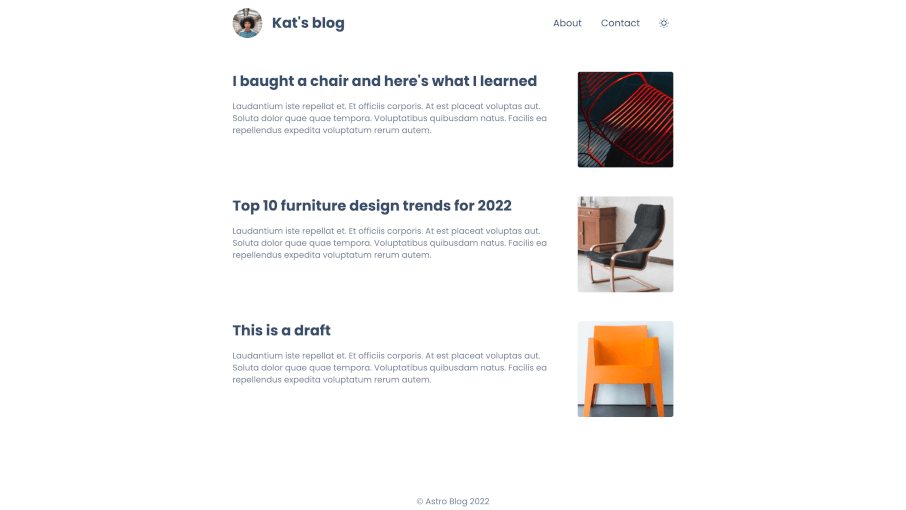 Kat's blog
About
Contact
I baught a chair and here's what I learned
Laudantium iste repellat et. Et officiis corporis. At est placeat voluptas aut.
Soluta dolor quae quae tempora. Voluptatibus quibusdam natus. Facilis ea
repellendus expedita voluptatum rerum autem.
Top 10 furniture design trends for 2022
Laudantium iste repellat et. Et officiis corporis. At est placeat voluptas aut.
Soluta dolor quae quae tempora. Voluptatibus quibusdam natus. Facilis ea
repellendus expedita voluptatum rerum autem.
This is a draft
Laudantium iste repellat et. Et officiis corporis. At est placeat voluptas aut.
Soluta dolor quae quae tempora. Voluptatibus quibusdam natus. Facilis ea
repellendus expedita voluptatum rerum autem.
© Astro Blog 2022